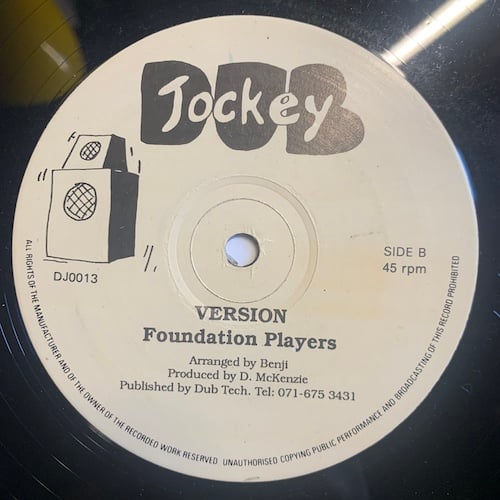 DUB
Jockey
DJ0013
SIDE B
45 rpm
VERSION
Foundation Players
Arranged by Benji
Produced by D. McKenzie
Published by Dub Tech. Tel: 071-675 3431
ALL RIGHTS OF THE MANUFACTURER AND OF THE OWNER OF THE RECORDED WORK RESERVED UNAUTHORISED COPYING PUBLIC PERFORMANCE AND BROADCASTING OF THIS RECORD PROHIBITED